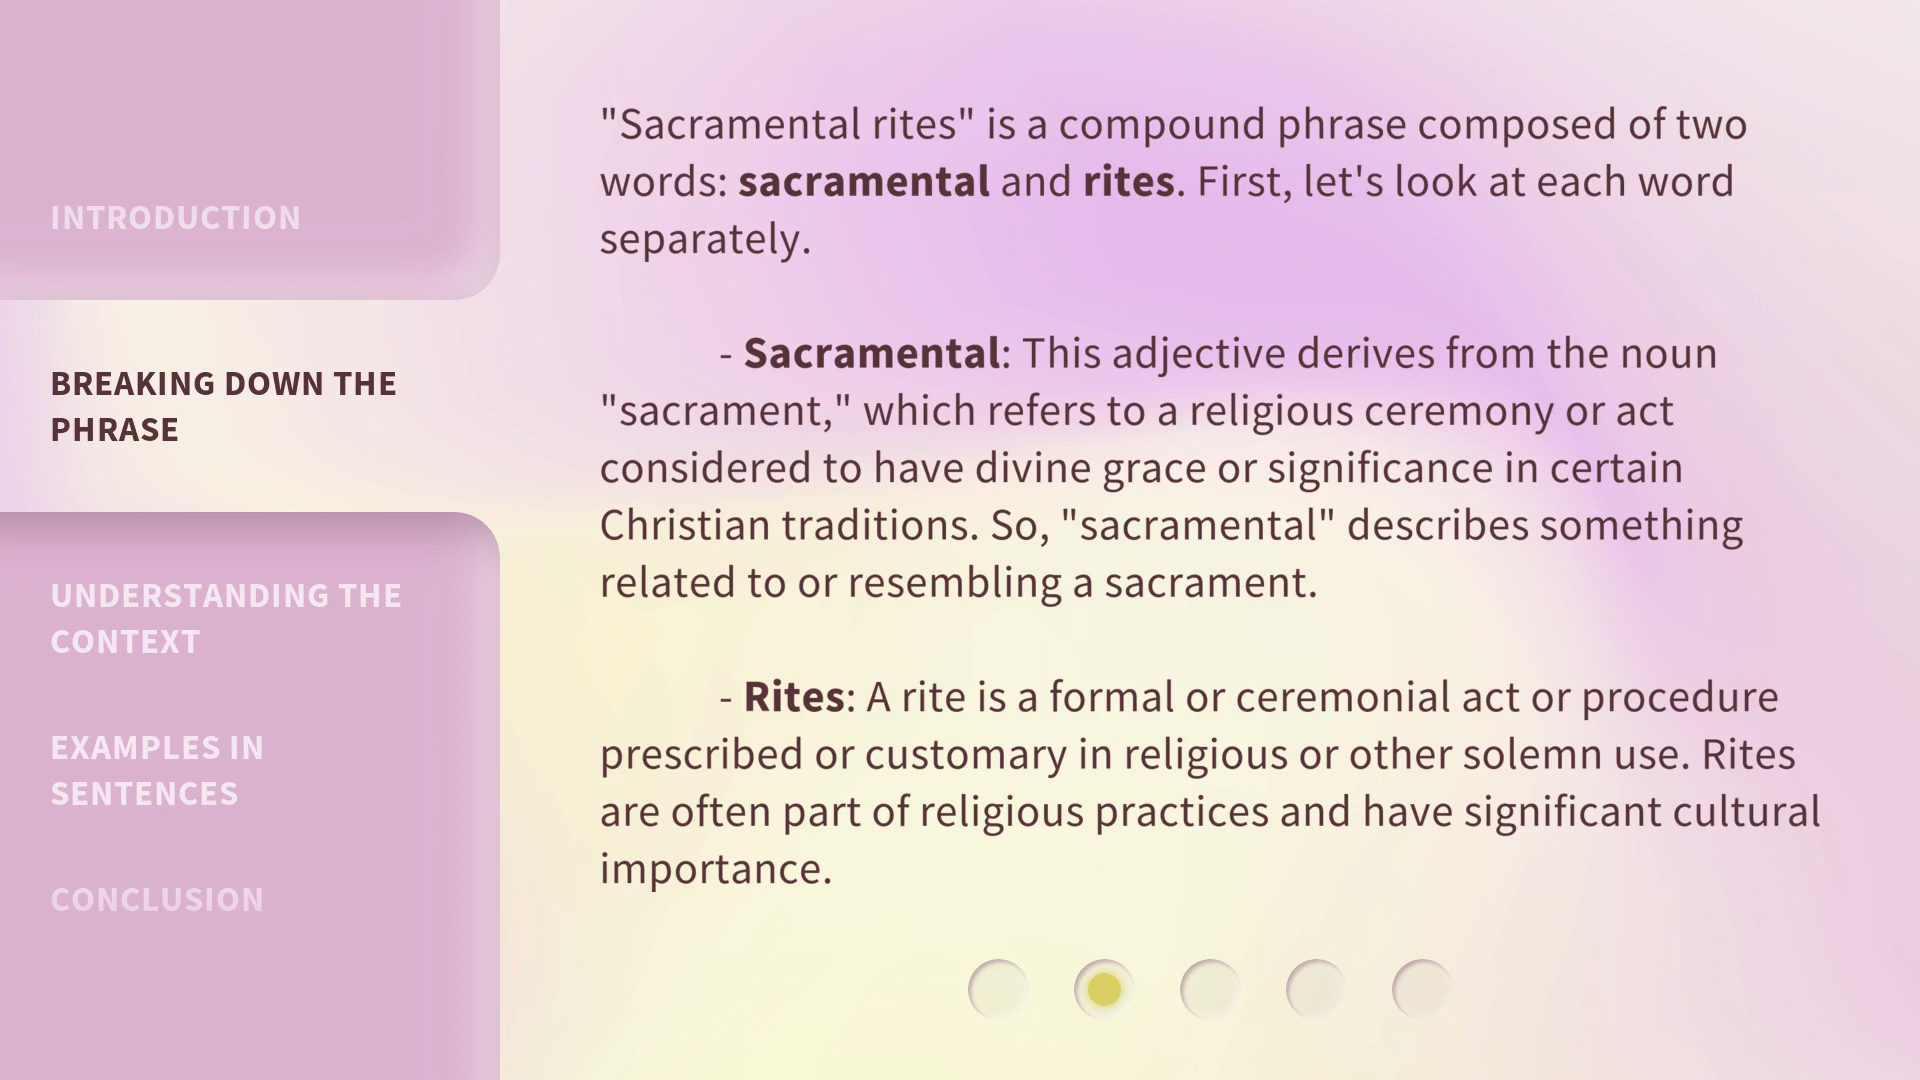 INTRODUCTION
BREAKING DOWN THE
PHRASE
UNDERSTANDING THE
CONTEXT
EXAMPLES IN
SENTENCES
CONCLUSION
"Sacramental rites" is a compound phrase composed of two
words: sacramental and rites. First, let's look at each word
separately.
- Sacramental: This adjective derives from the noun
"sacrament," which refers to a religious ceremony or act
considered to have divine grace or significance in certain
Christian traditions. So, "sacramental" describes something
related to or resembling a sacrament.
- Rites: A rite is a formal or ceremonial act or procedure
prescribed or customary in religious or other solemn use. Rites
are often part of religious practices and have significant cultural
importance.